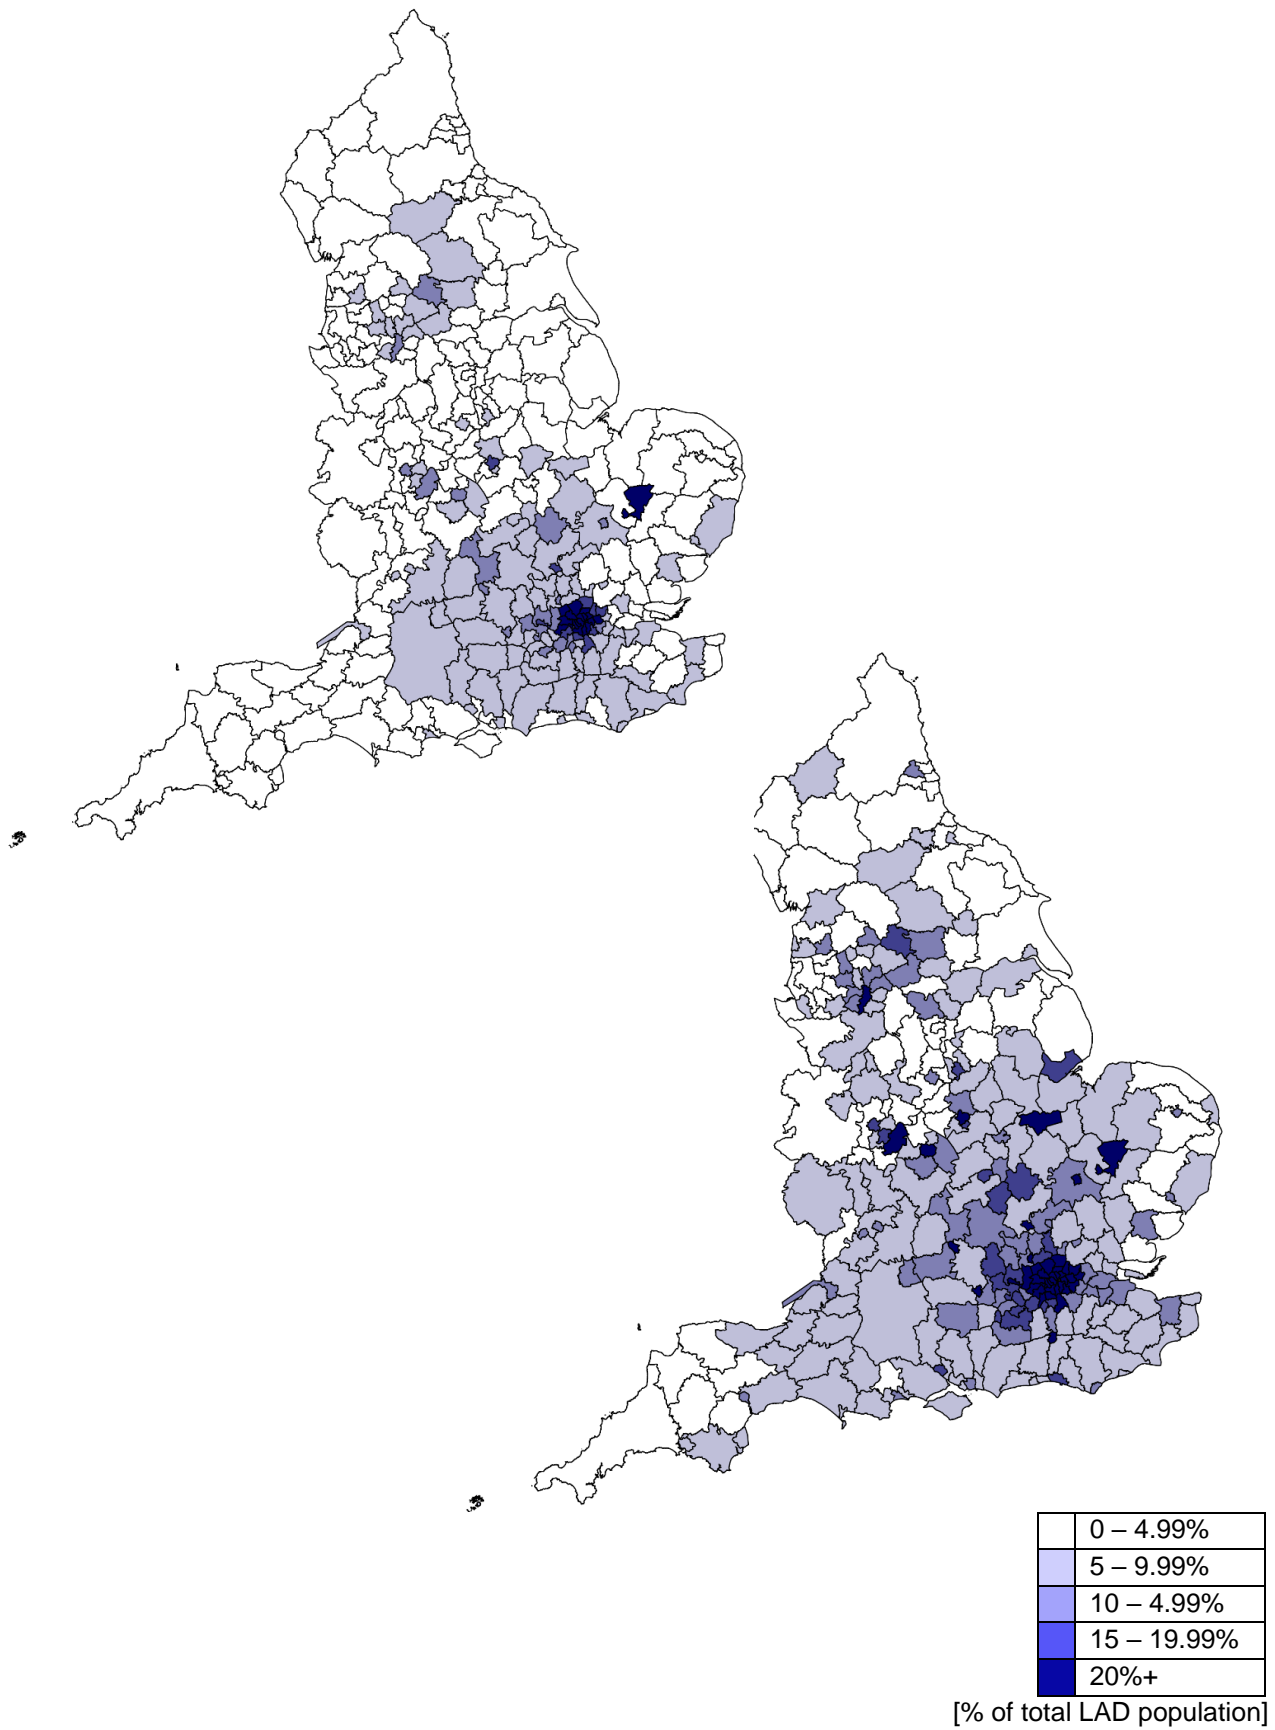 0 – 4.99%
5 – 9.99%
10 – 4.99%
15 – 19.99%
20%+
[% of total LAD population]